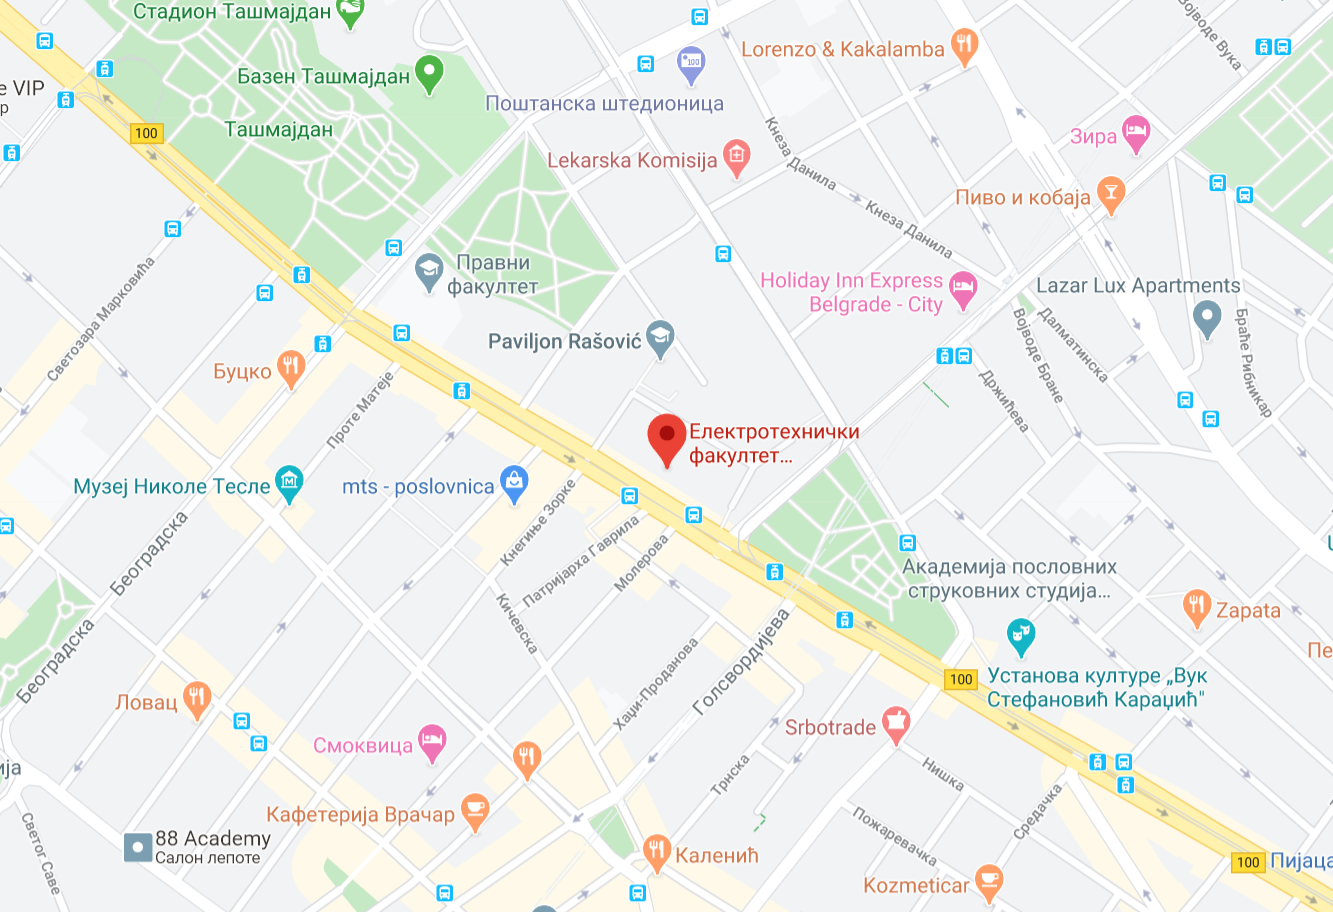 Стадион Ташмајдан
Војводе Вука
Lorenzo & Kakalamba
Базен Ташмајдан
100
Поштанска штедионица
e VIP
р
Ташмајдан
100
Зира
Кнеза Данила
Lekarska Komisija
Пиво и кобаја
Кнеза Данила
Правни
факултет
Светозара Марковића
Holiday Inn Express
Belgrade - City
Lazar Lux Apartments
Paviljon Rašović
Војводе Бране
Далматинска
Браће Рибникар
Буцко
Проте Матеје
Држићева
Електротехнички
факултет...
Музеј Николе Тесле
mts - poslovnica
Кнегиње Зорке
Београдска
Патријарха Гаврила
Молерова
Академија пословних
струковних студија...
Кичевска
Zapata
Београдска
Голсвордијева
Хаџи-Проданова
Пе
100
Установа културе „Вук
Стефановић Караџић"
Ловац
Srbotrade
Смоквица
ија
Трнска
Нишка
Кафетерија Врачар
Средачка
Пожаревачка
Светог Саве
88 Academy
Салон лепоте
Каленић
100
Пијаца
Kozmeticar